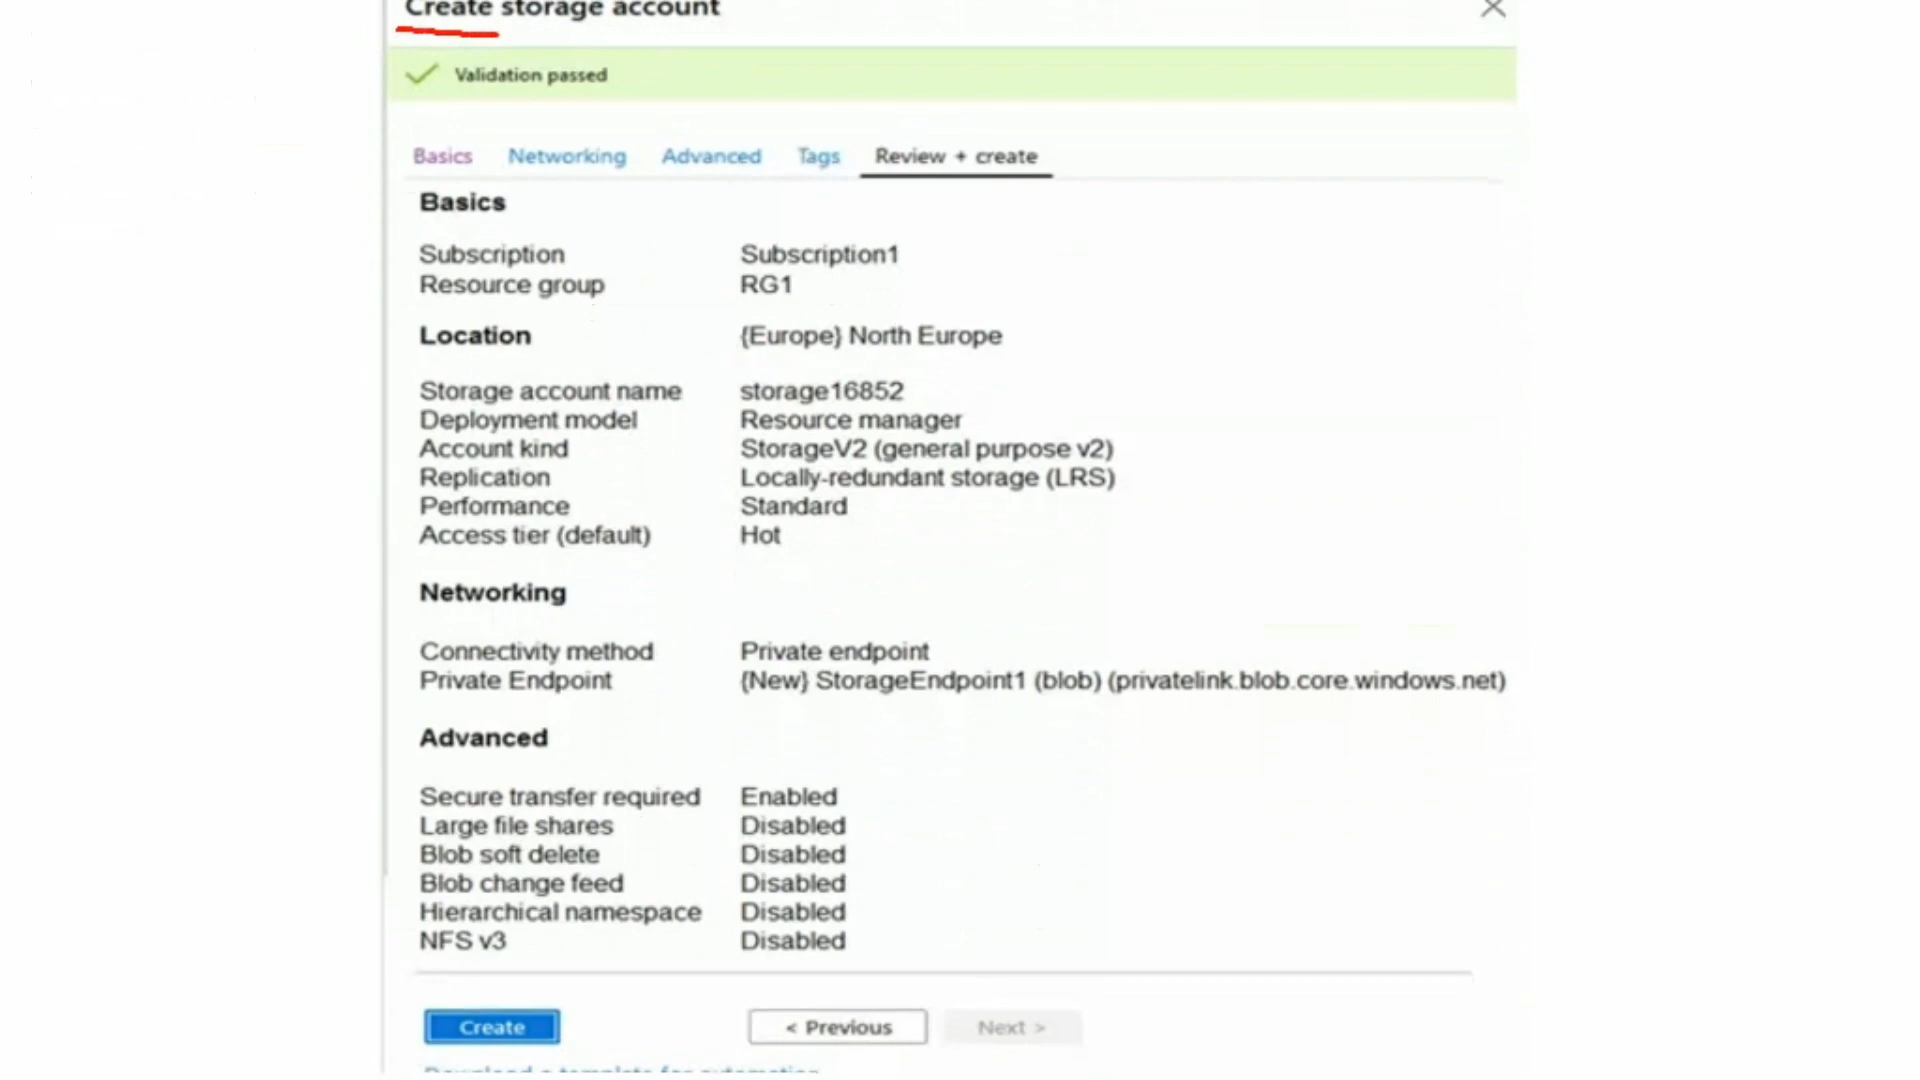 Create storage account
Validation passed
Basics Networking Advanced Tags Review + create
Basics
Subscription Subscription1
Resource group RG1
Location {Europe} North Europe
Storage account name storage16852
Deployment model Resource manager
Account kind StorageV2 (general purpose v2)
Replication Locally-redundant storage (LRS)
Performance Standard
Access tier (default) Hot
Networking
Connectivity method Private endpoint
Private Endpoint {New} StorageEndpoint1 (blob) (privatelink.blob.core.windows.net)
Advanced
Secure transfer required Enabled
Large file shares Disabled
Blob soft delete Disabled
Blob change feed Disabled
Hierarchical namespace Disabled
NFS v3 Disabled
Create < Previous Next >
Download a template for automation